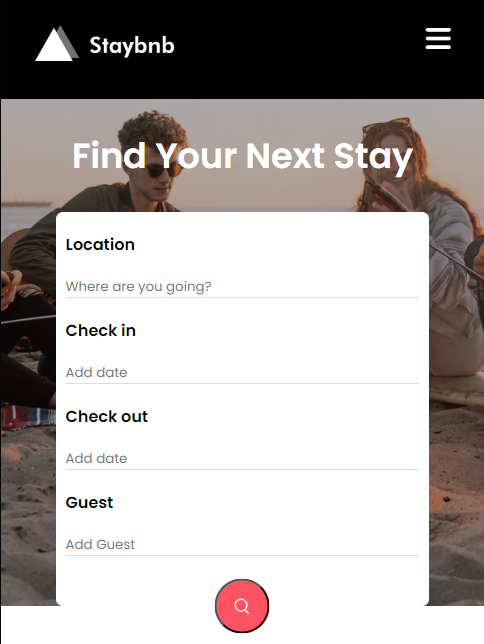 Staybnb
Find Your Next Stay
Location
Where are you going?
Check in
Add date
Check out
Add date
Guest
Add Guest